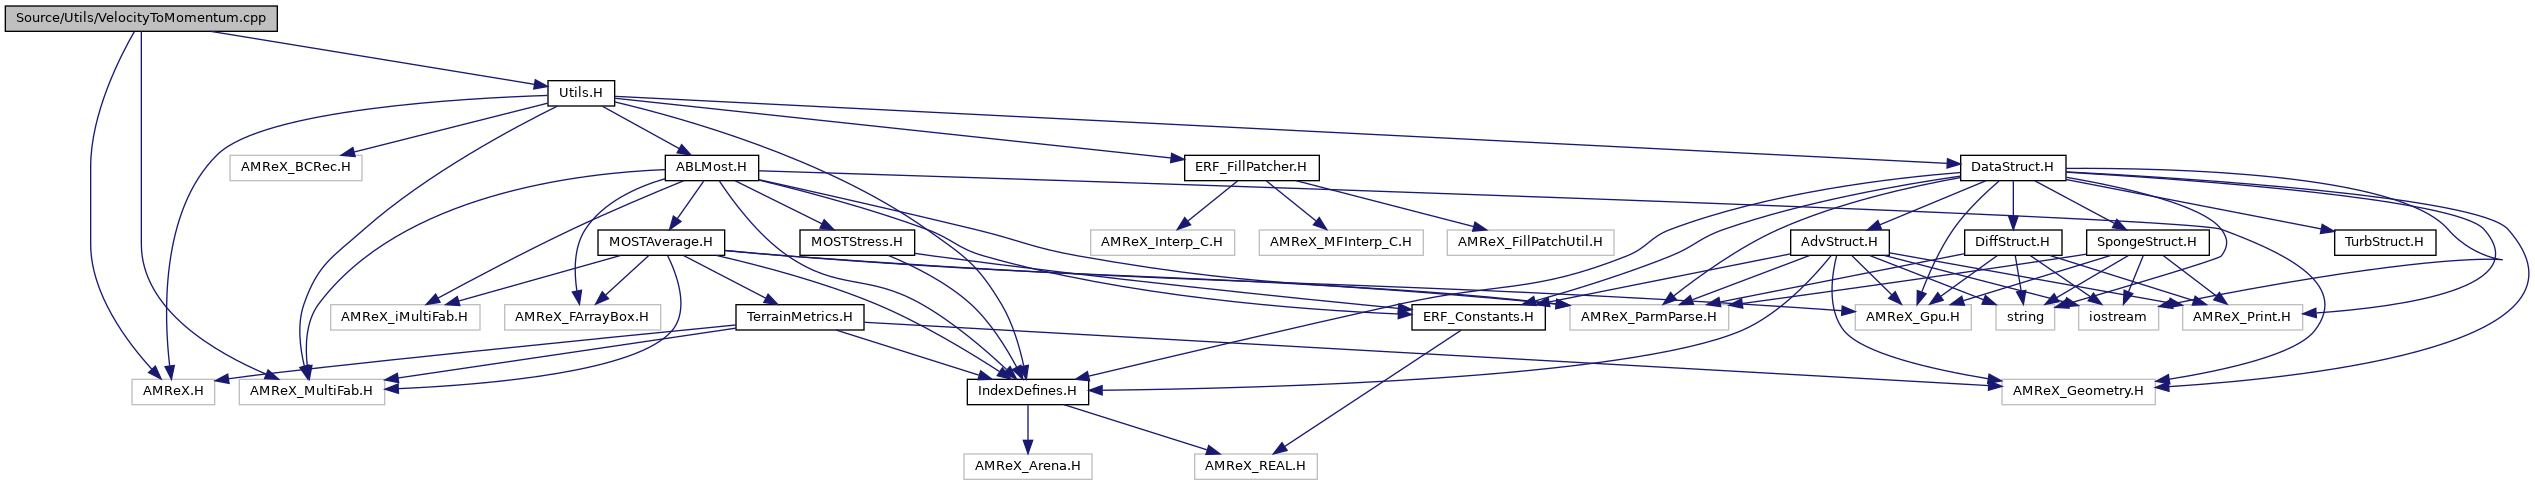 Source/Utils/VelocityToMomentum.cpp
Utils.H
AMReX_BCRec.H
ABLMost.H
ERF_FillPatcher.H
DataStruct.H
MOSTAverage.H
MOSTStress.H
AMReX_Interp_C.H
AMReX_MFInterp_C.H
AMReX_FillPatchUtil.H
AdvStruct.H
DiffStruct.H
SpongeStruct.H
TurbStruct.H
AMReX_iMultiFab.H
AMReX_FArrayBox.H
TerrainMetrics.H
ERF_Constants.H
AMReX_ParmParse.H
AMReX_Gpu.H
string
iostream
AMReX_Print.H
AMReX.H
AMReX_MultiFab.H
IndexDefines.H
AMReX_Geometry.H
AMReX_Arena.H
AMReX_REAL.H